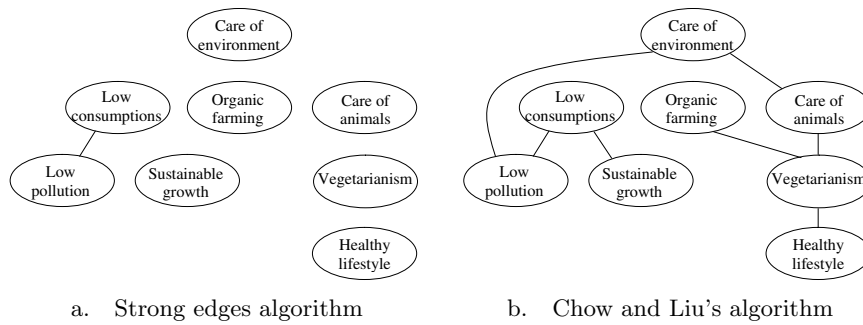 Care of
environment
Low
consumptions
Organic
farming
Care of
animals
Low
pollution
Sustainable
growth
Vegetarianism
Healthy
lifestyle
a. Strong edges algorithm
Care of
environment
Low
consumptions
Organic
farming
Care of
animals
Low
pollution
Sustainable
growth
Vegetarianism
Healthy
lifestyle
b. Chow and Liu's algorithm